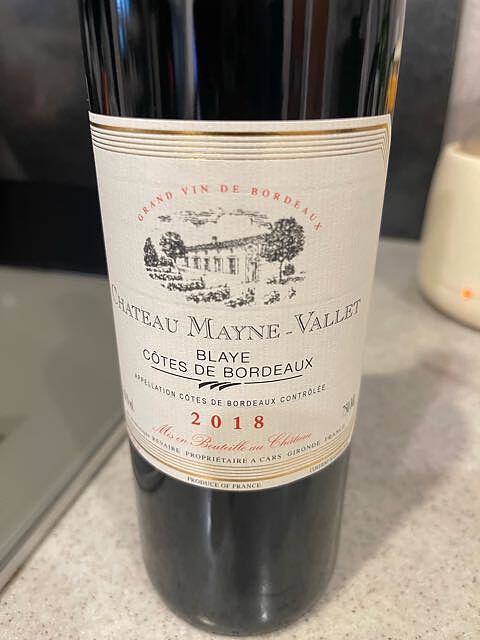 GRAND VIN DE BORDEAUX
CHATEAU MAYNE-VALLET
BLAYE
CÔTES DE BORDEAUX
APPELLATION CÔTES DE BORDEAUX CONTRÔLÉE
2018
Mis en Bouteille au Château
REVAIRE PROPRIÉTAIRE A CARS GIRONDE FRANCE
PRODUCE OF FRANCE